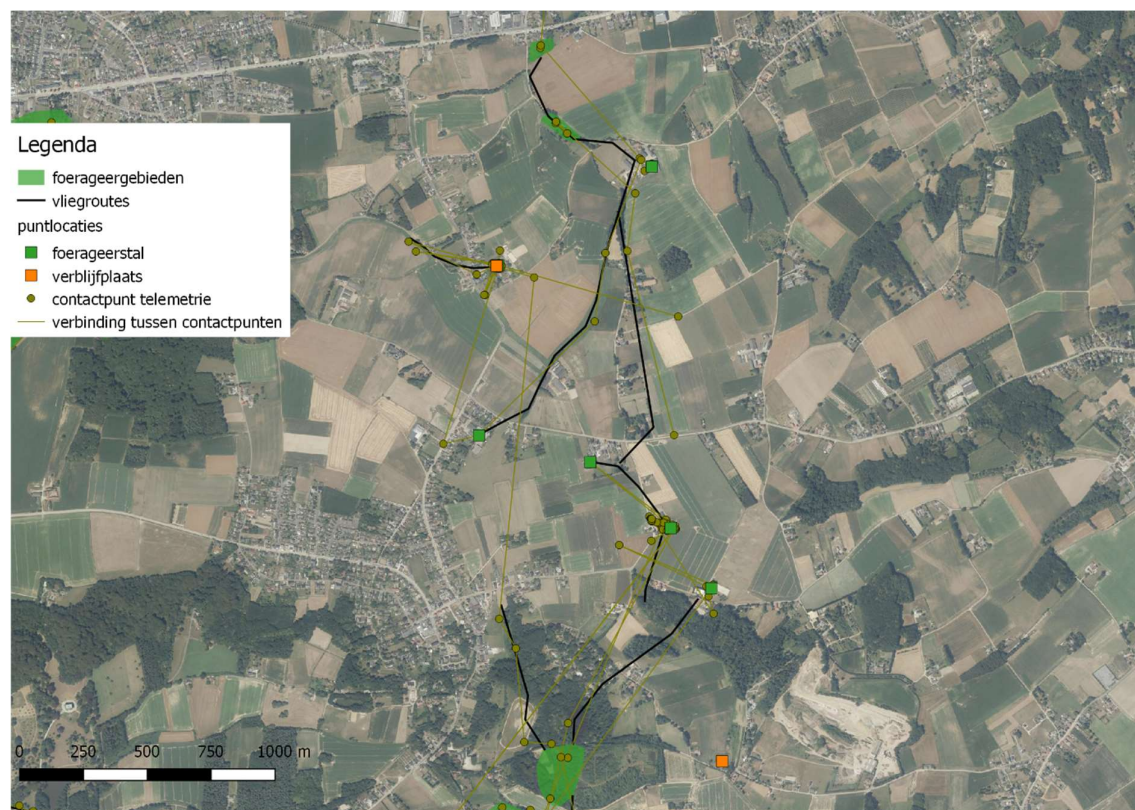 Legenda
foerageergebieden
vliegroutes
puntlocaties
foerageerstal
verblijfplaats
contactpunt telemetrie
verbinding tussen contactpunten
0 250 500 750 1000 m